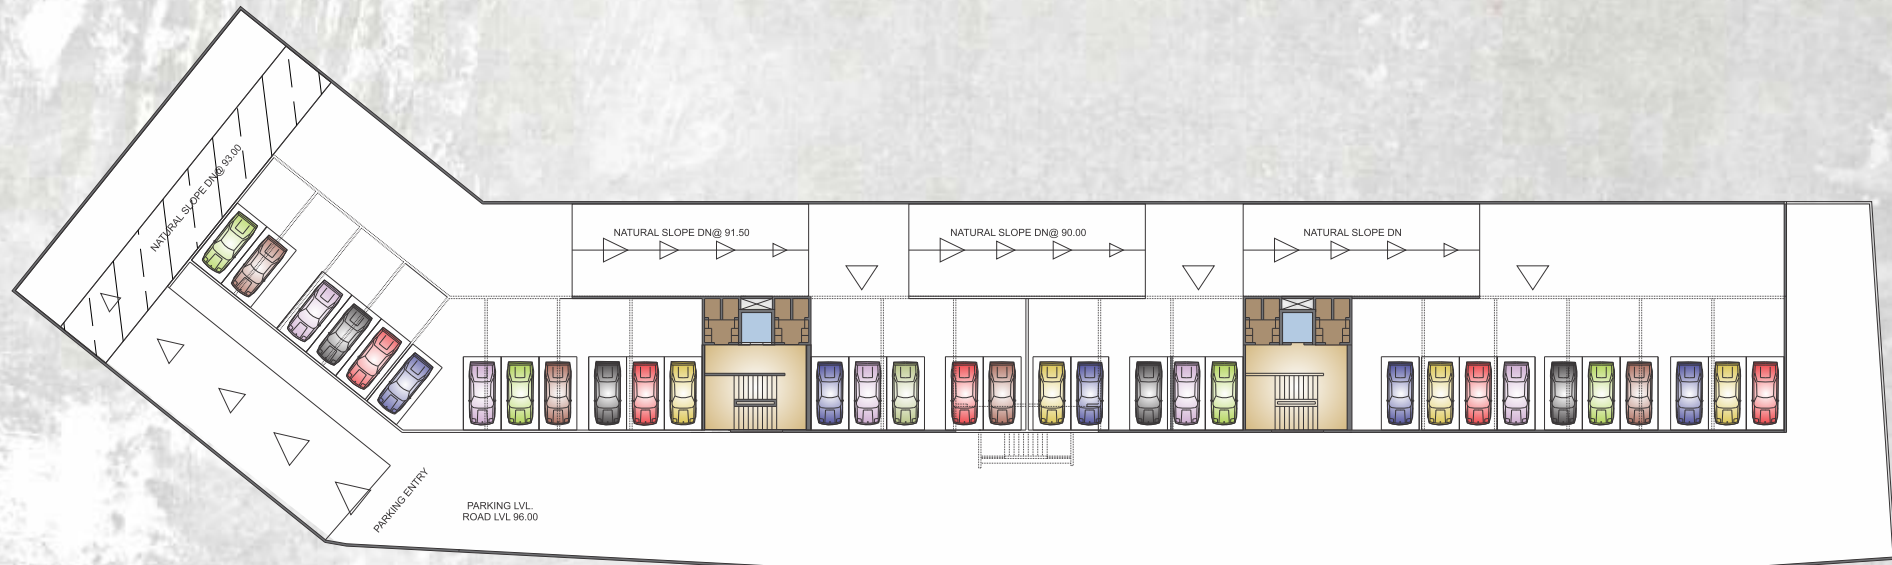 NATURAL SLOPE DN@ 93.00
NATURAL SLOPE DN@ 91.50
NATURAL SLOPE DN@ 90.00
NATURAL SLOPE DN
PARKING ENTRY
PARKING LVL.
ROAD LVL 96.00